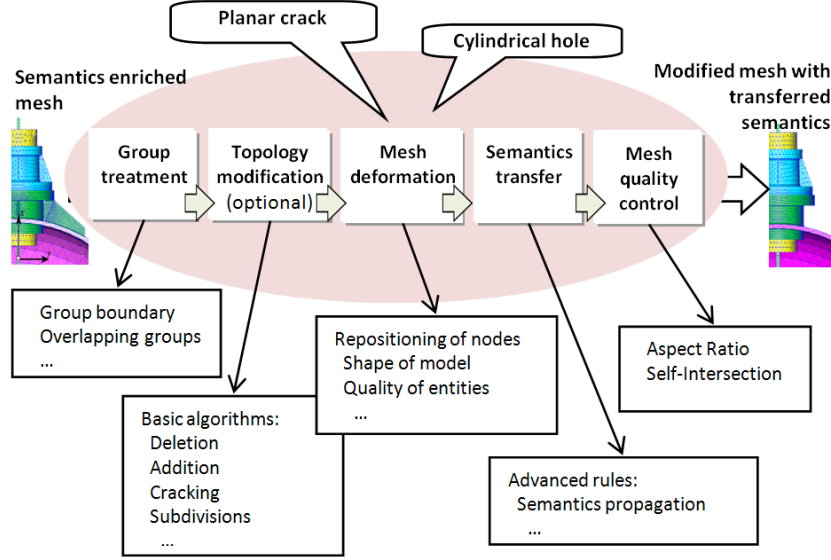 Planar crack
Cylindrical hole
Semantics enriched
mesh
Modified mesh with
transferred
semantics
Group
treatment
Topology
modification
(optional)
Mesh
deformation
Semantics
transfer
Mesh
quality
control
Group boundary
Overlapping groups
...
Basic algorithms:
Deletion
Addition
Cracking
Subdivisions
...
Repositioning of nodes
Shape of model
Quality of entities
...
Advanced rules:
Semantics propagation
...
Aspect Ratio
Self-Intersection